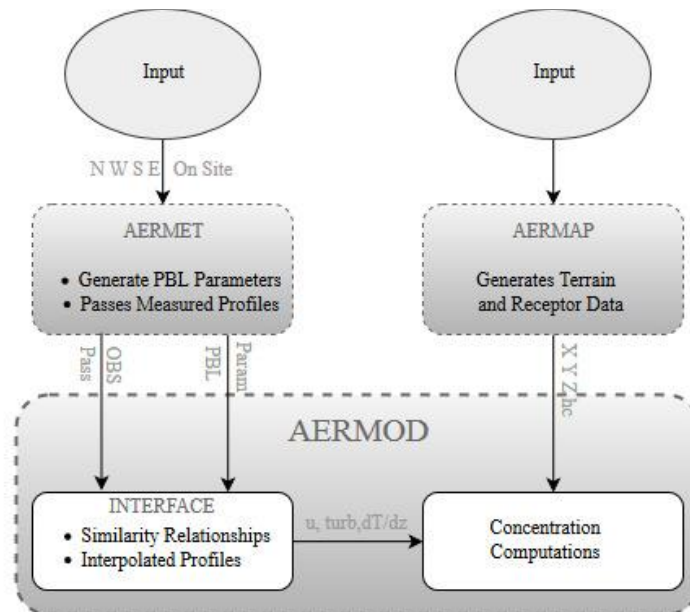 Input
Input
N W S E On Site
AERMET
• Generate PBL Parameters
• Passes Measured Profiles
AERMAP
Generates Terrain
and Receptor Data
OBS
Pass
Param
PBL
X Y Z,hc
AERMOD
INTERFACE
• Similarity Relationships
• Interpolated Profiles
u, turb,dT/dz
Concentration
Computations